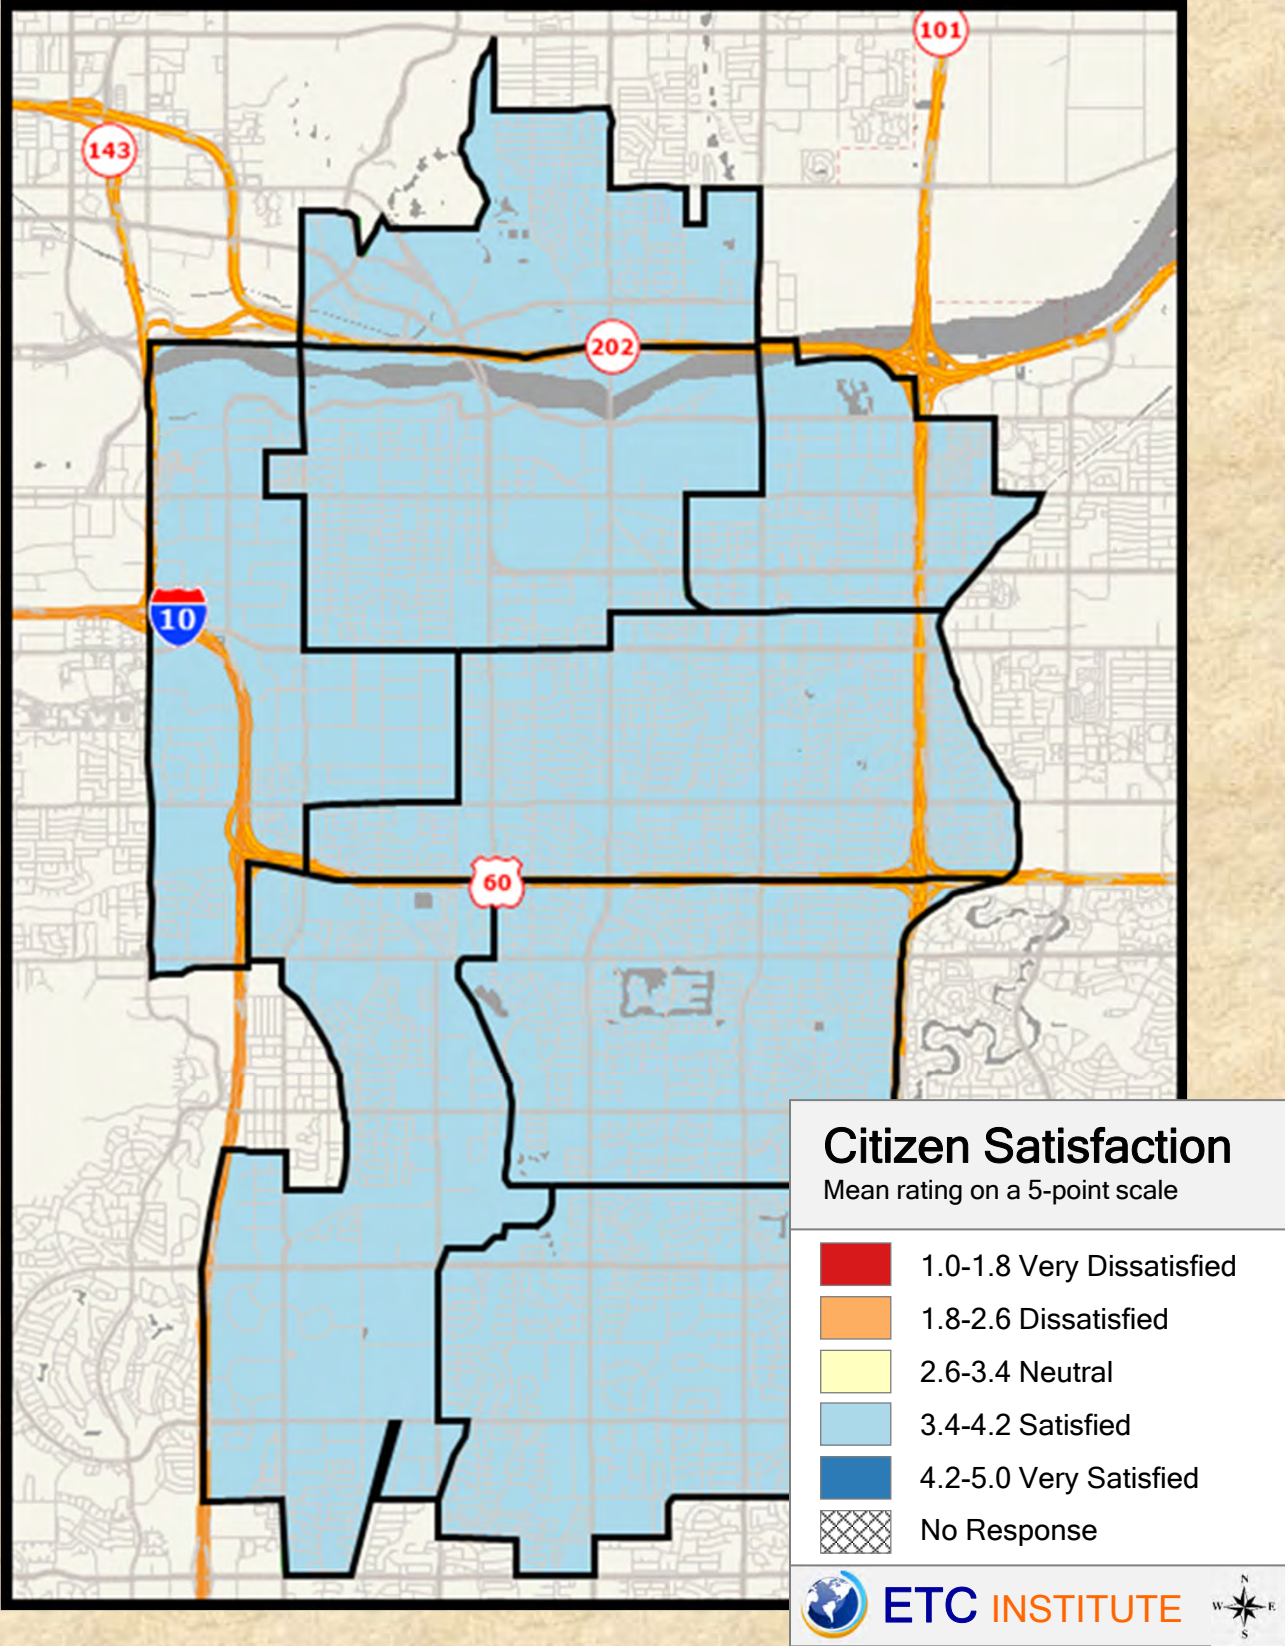 101
143
202
10
60
Citizen Satisfaction
Mean rating on a 5-point scale
1.0-1.8 Very Dissatisfied
1.8-2.6 Dissatisfied
2.6-3.4 Neutral
3.4-4.2 Satisfied
4.2-5.0 Very Satisfied
No Response
ETC INSTITUTE
N
W E
S